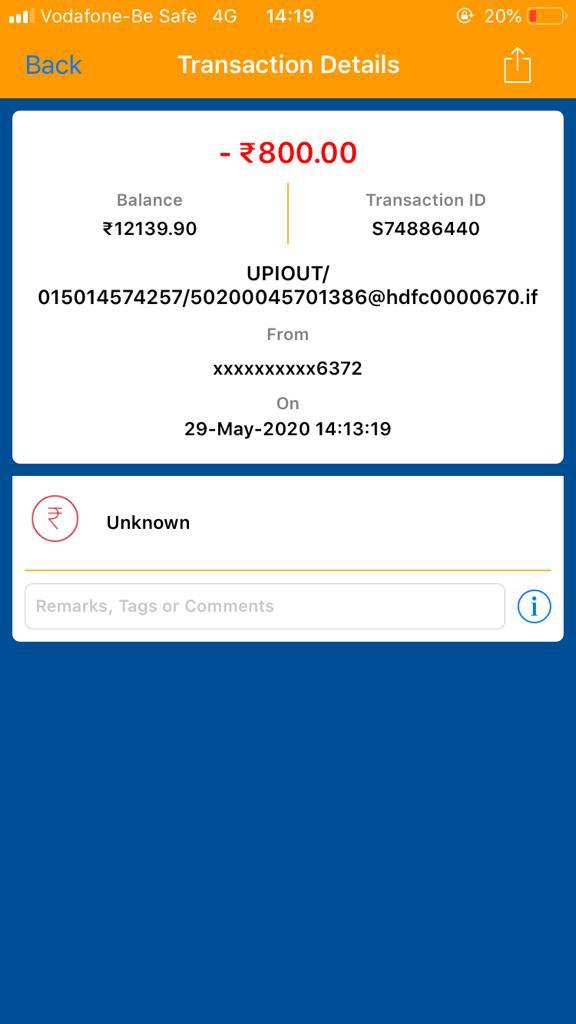 Vodafone-Be Safe 4G 14:19 20%
Back Transaction Details
- ₹800.00
Balance Transaction ID
₹12139.90 S74886440
UPIOUT/
015014574257/50200045701386@hdfc0000670.if
From
xxxxxxxxxx6372
On
29-May-2020 14:13:19
₹ Unknown
Remarks, Tags or Comments i